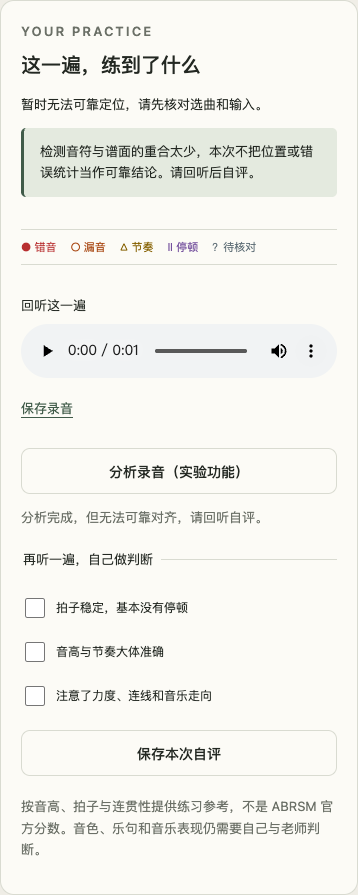 YOUR PRACTICE
这一遍，练到了什么
暂时无法可靠定位，请先核对选曲和输入。
检测音符与谱面的重合太少，本次不把位置或错
误统计当作可靠结论。请回听后自评。
错音 漏音 节奏 停顿 ? 待核对
回听这一遍
0:00 / 0:01
保存录音
分析录音（实验功能）
分析完成，但无法可靠对齐，请回听自评。
再听一遍，自己做判断
拍子稳定，基本没有停顿
音高与节奏大体准确
注意了力度、连线和音乐走向
保存本次自评
按音高、拍子与连贯性提供练习参考，不是 ABRSM 官
方分数。音色、乐句和音乐表现仍需要自己与老师判
断。